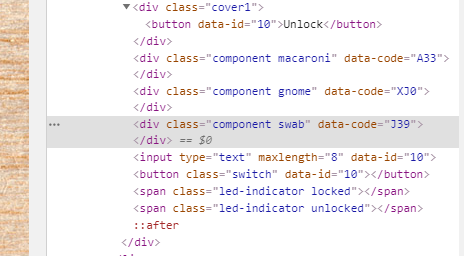 ▼<div class="cover1">
<button data-id="10">Unlock</button>
</div>
<div class="component macaroni" data-code="A33">
</div>
<div class="component gnome" data-code="XJ0">
</div>
... <div class="component swab" data-code="J39">
</div> == $0
<input type="text" maxlength="8" data-id="10">
<button class="switch" data-id="10"></button>
<span class="led-indicator locked"></span>
<span class="led-indicator unlocked"></span>
::after
</div>